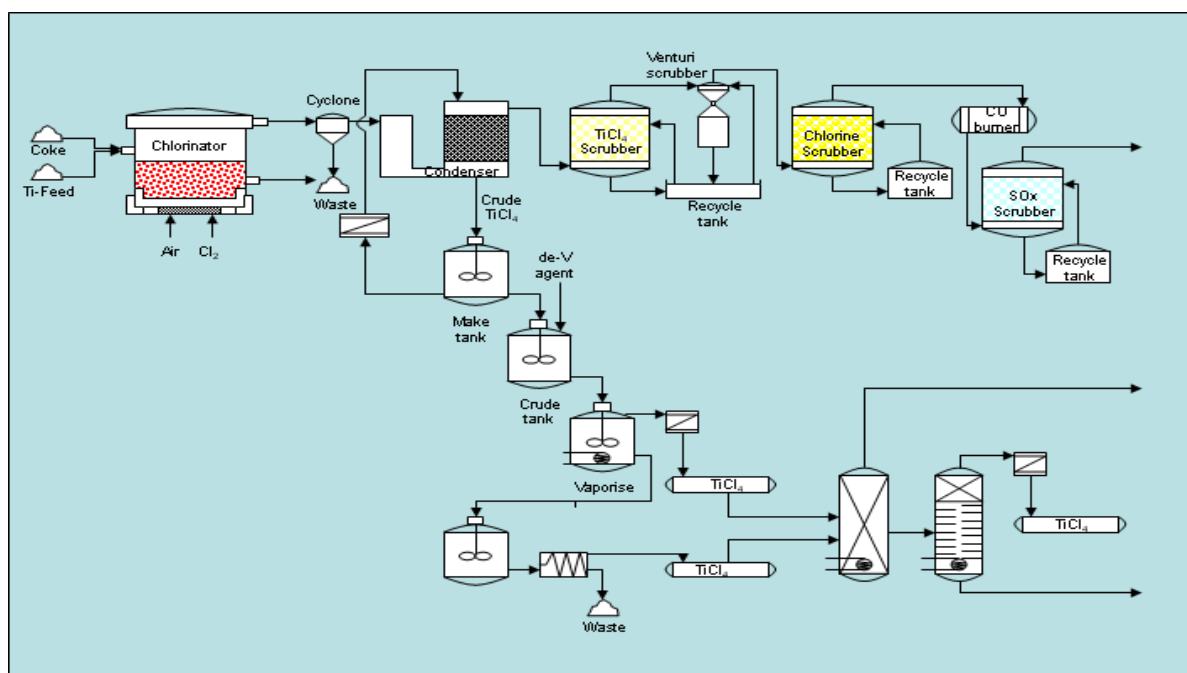 Venturi
scrubber
Cyclone
Coke
Ti-Feed
Chlorinator
Air
Cl₂
Waste
Condenser
Crude
TiCl₄
TiCl₄
Scrubber
Recycle
tank
Chlorine
Scrubber
Recycle
tank
CO
burner
SOx
Scrubber
Recycle
tank
de-V
agent
Make
tank
Crude
tank
Vaporise
TiCl₄
TiCl₄
TiCl₄
Waste